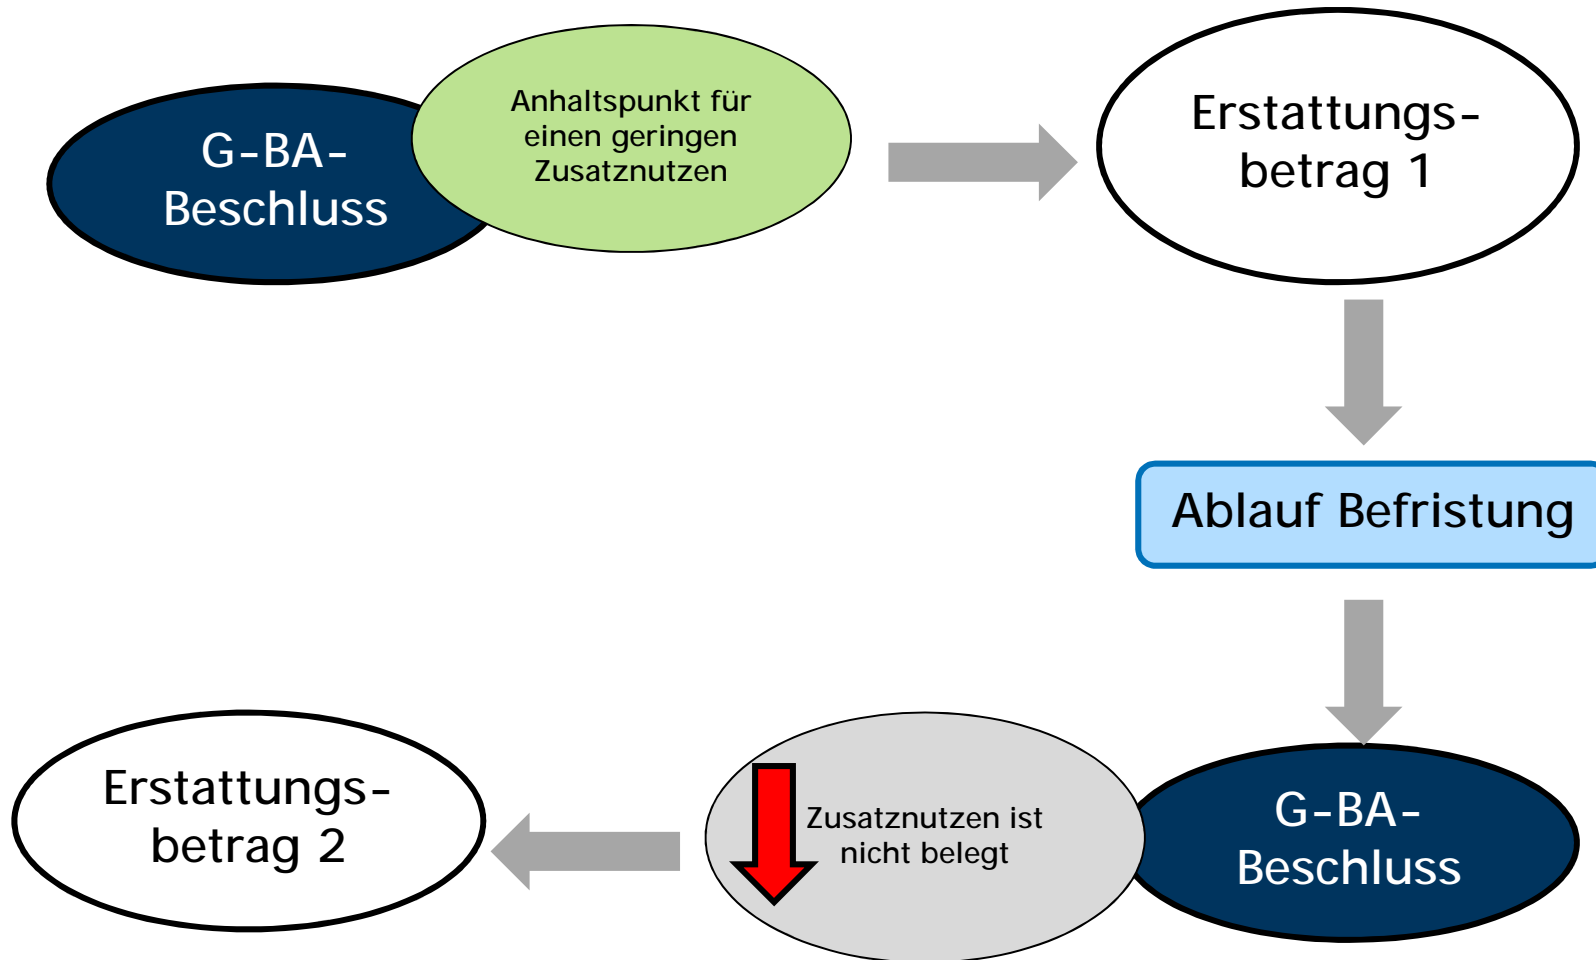 G-BA-
Beschluss
Anhaltspunkt für
einen geringen
Zusatznutzen
Erstattungs-
betrag 1
Ablauf Befristung
G-BA-
Beschluss
Zusatznutzen ist
nicht belegt
Erstattungs-
betrag 2